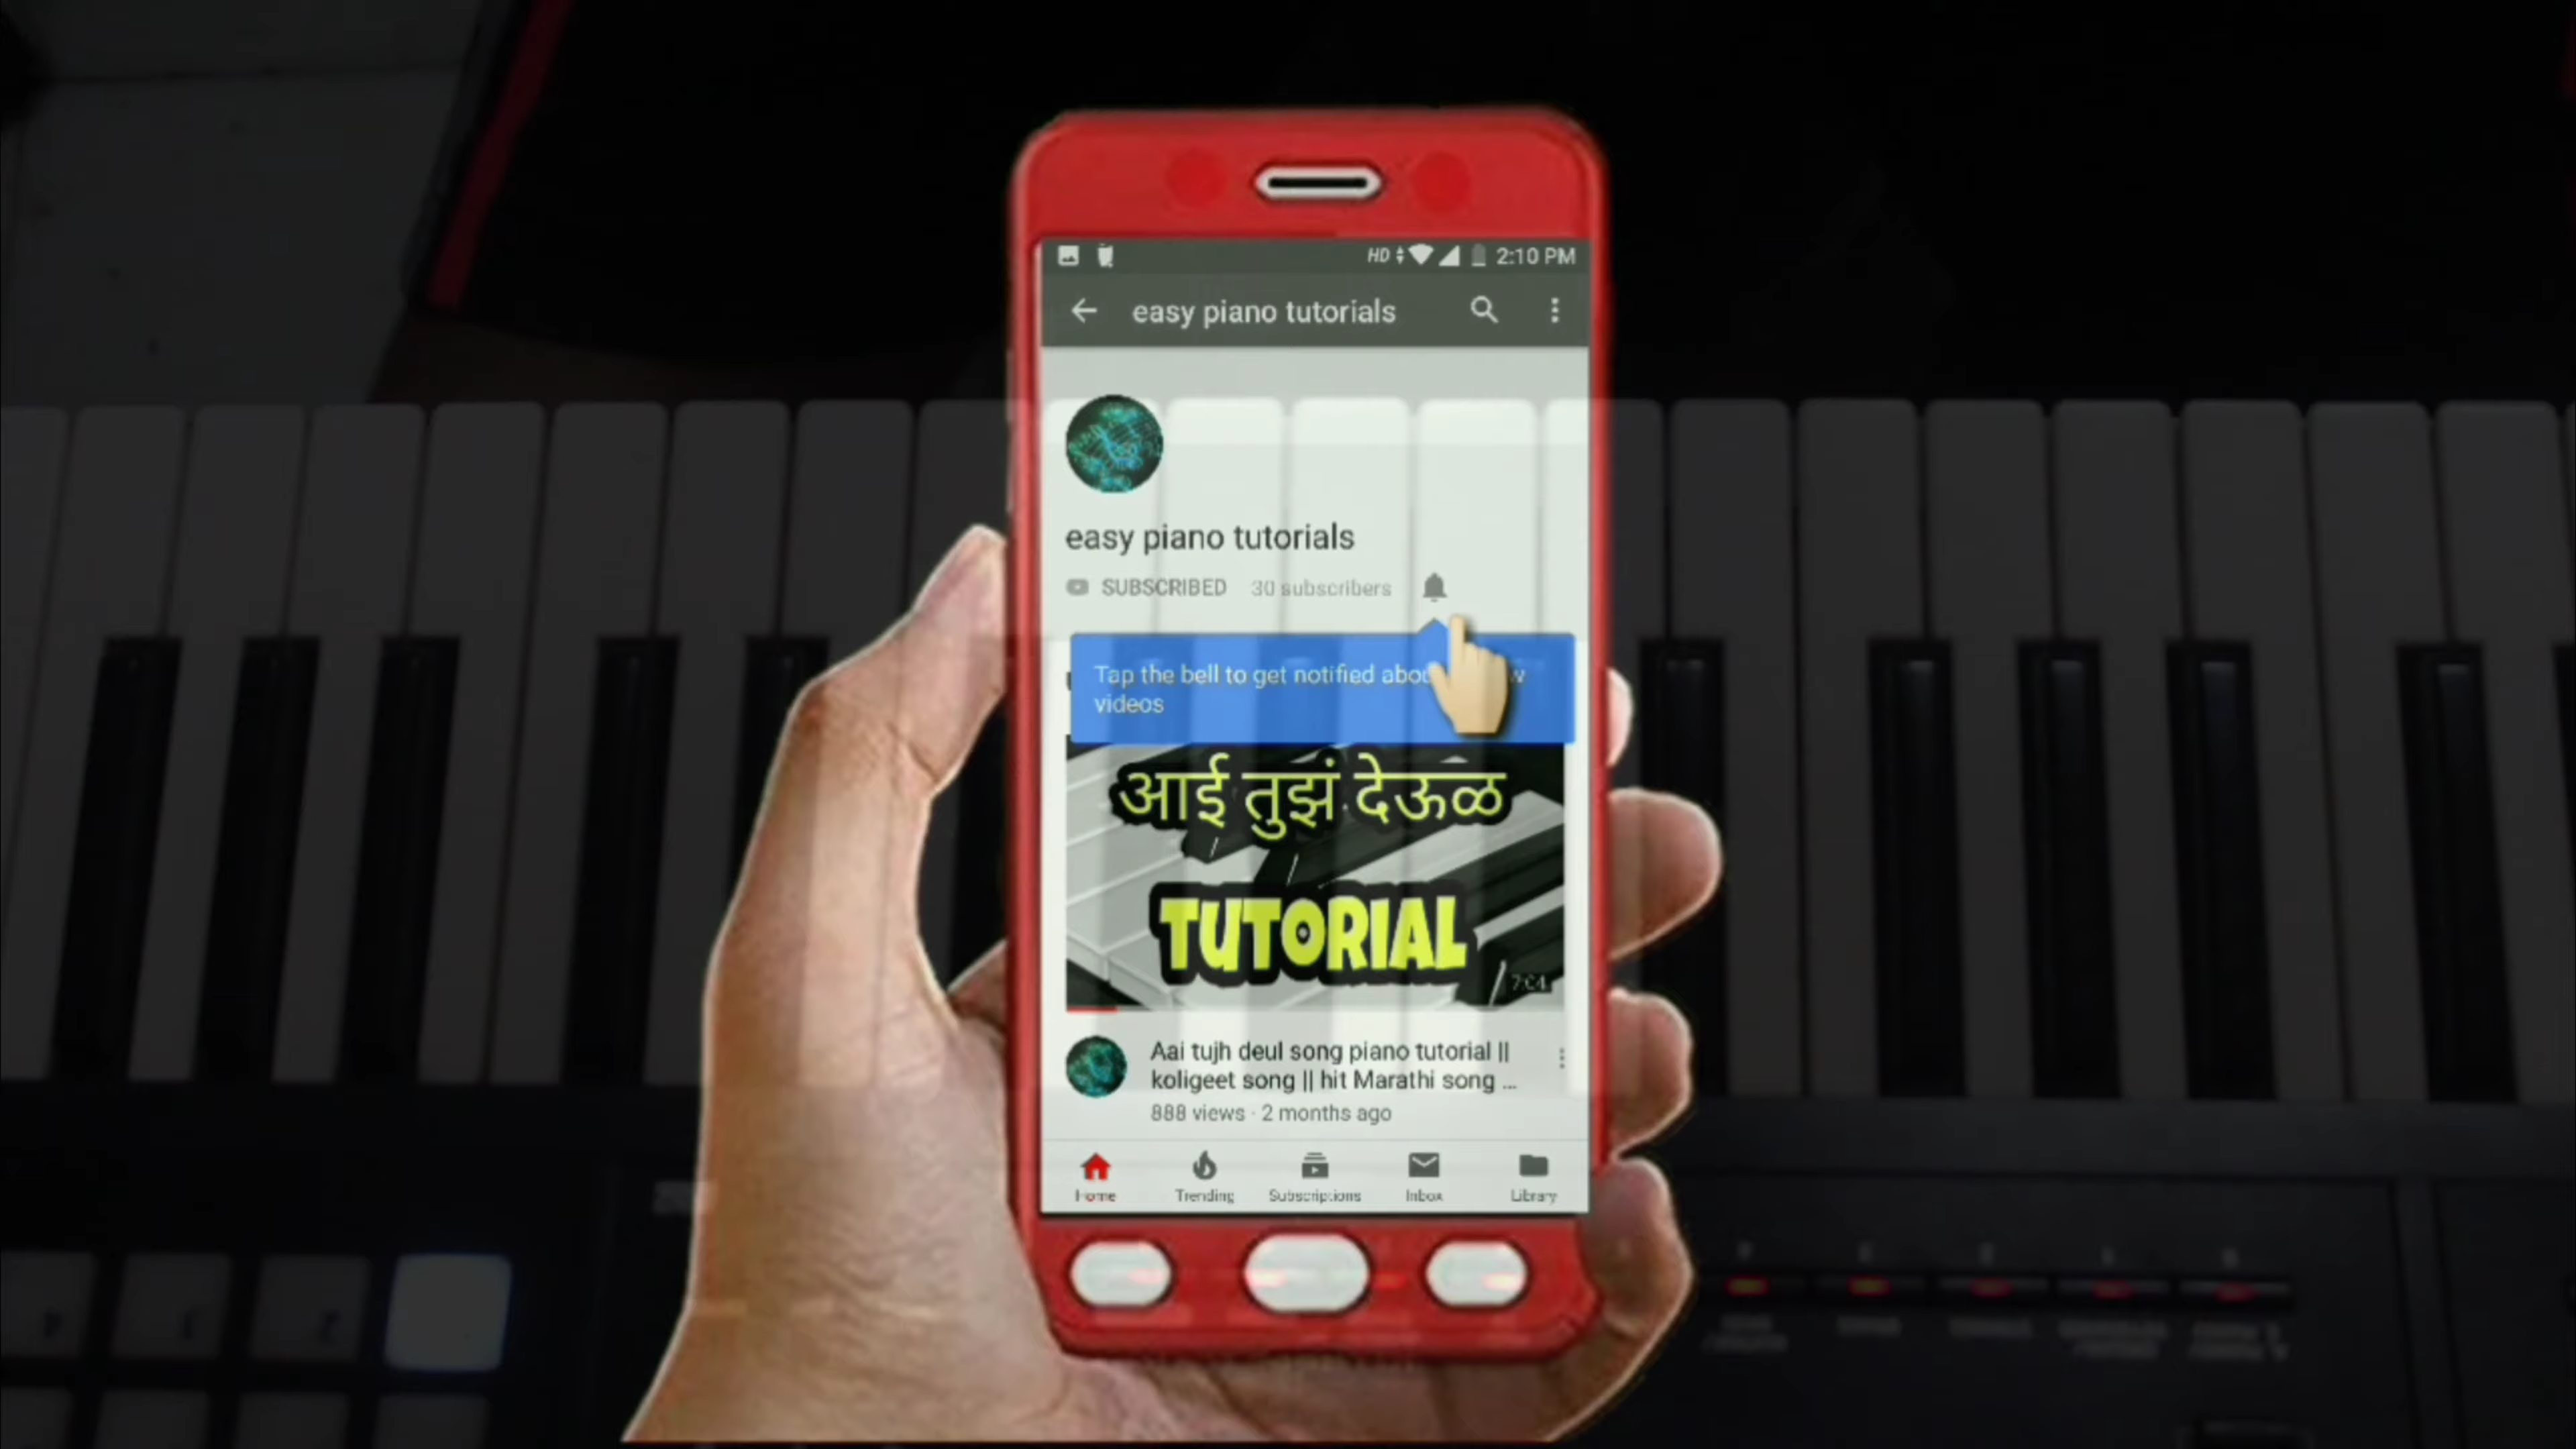 HD 2:10 PM
easy piano tutorials
easy piano tutorials
SUBSCRIBED 30 subscribers
Tap the bell to get notified
videos
आई तुझं देऊळ
TUTORIAL
7:04
Aai tujh deul song piano tutorial ||
koligeet song || hit Marathi song ...
888 views · 2 months ago
Home Trending Subscriptions Inbox Library